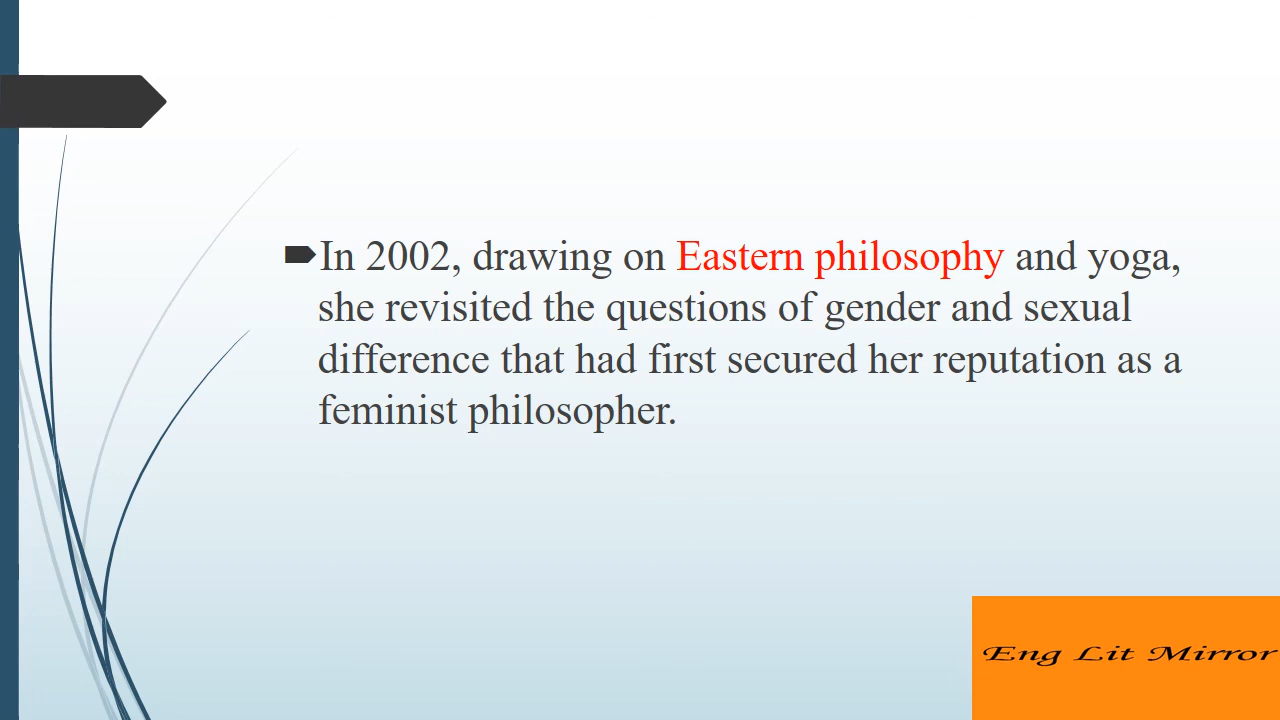 In 2002, drawing on Eastern philosophy and yoga,
she revisited the questions of gender and sexual
difference that had first secured her reputation as a
feminist philosopher.
Eng Lit Mirror